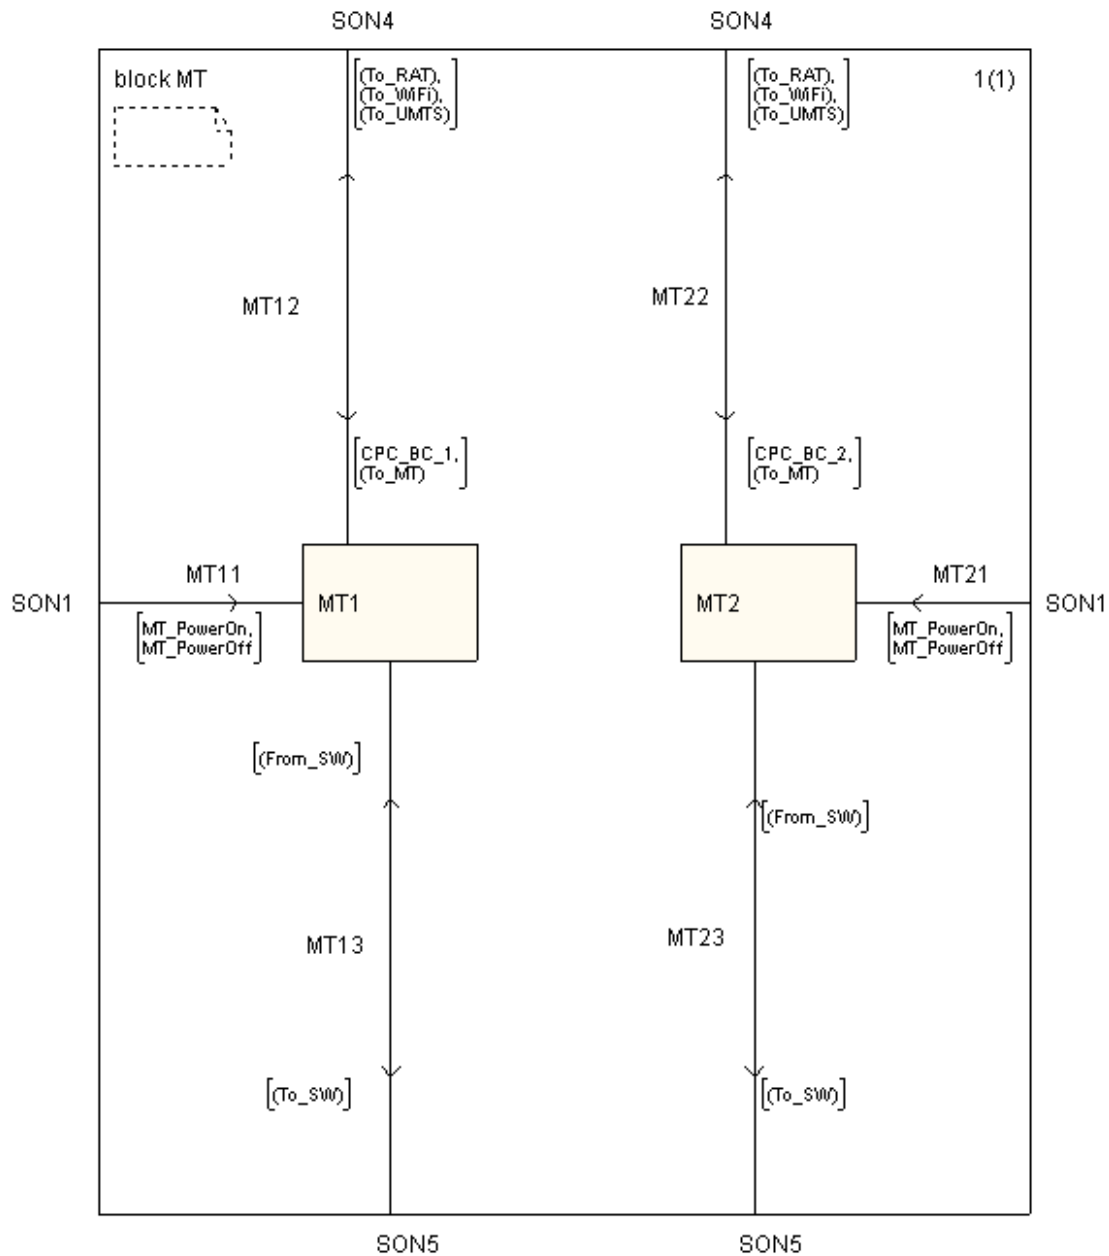 SON4
SON4
block MT
1(1)
[(To_RAT),
(To_WiFi),
(To_UMTS)]
[(To_RAT),
(To_WiFi),
(To_UMTS)]
MT12
MT22
[CPC_BC_1,
(To_MT)]
[CPC_BC_2,
(To_MT)]
MT11
MT21
SON1
MT1
MT2
SON1
[MT_PowerOn,
MT_PowerOff]
[MT_PowerOn,
MT_PowerOff]
[(From_SW)]
[(From_SW)]
MT13
MT23
[(To_SW)]
[(To_SW)]
SON5
SON5